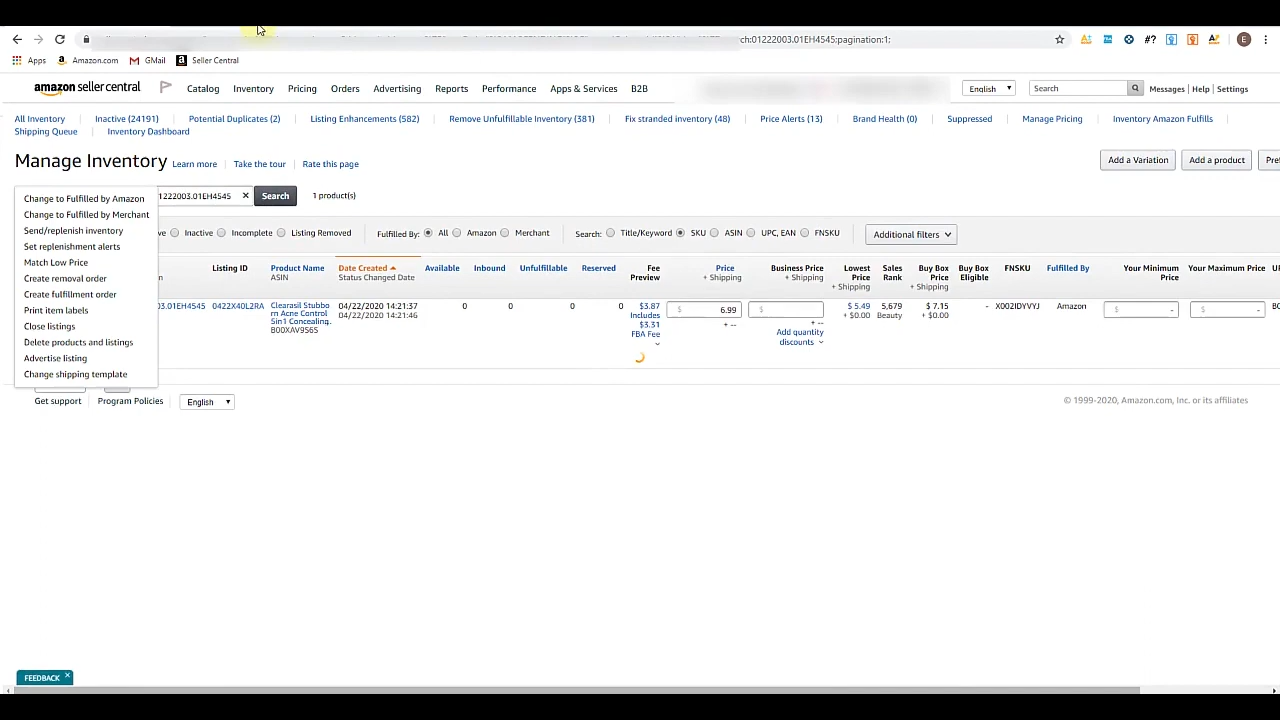 ch:01222003.01EH4545:pagination:1:
#?
E
Apps
Amazon.com
GMail
Seller Central
amazon seller central
Catalog
Inventory
Pricing
Orders
Advertising
Reports
Performance
Apps & Services
B2B
English
Search
Messages | Help | Settings
All Inventory
Inactive (24191)
Potential Duplicates (2)
Listing Enhancements (582)
Remove Unfulfillable Inventory (381)
Fix stranded inventory (48)
Price Alerts (13)
Brand Health (0)
Suppressed
Manage Pricing
Inventory Amazon Fulfills
Shipping Queue
Inventory Dashboard
Manage Inventory
Learn more
Take the tour
Rate this page
Add a Variation
Add a product
Pref
1222003.01EH4545
Search
1 product(s)
Change to Fulfilled by Amazon
Change to Fulfilled by Merchant
Send/replenish inventory
Set replenishment alerts
Match Low Price
Create removal order
Create fulfillment order
Print item labels
Close listings
Delete products and listings
Advertise listing
Change shipping template
ve
Inactive
Incomplete
Listing Removed
Fulfilled By:
All
Amazon
Merchant
Search:
Title/Keyword
SKU
ASIN
UPC, EAN
FNSKU
Additional filters
n
Listing ID
Product Name
ASIN
Date Created
Status Changed Date
Available
Inbound
Unfulfillable
Reserved
Fee
Preview
Price
+ Shipping
Business Price
+ Shipping
Lowest
Price
+ Shipping
Sales
Rank
Buy Box
Price
+ Shipping
Buy Box
Eligible
FNSKU
Fulfilled By
Your Minimum
Price
Your Maximum Price
03.01EH4545
0422X40L2RA
Clearasil Stubbo
rn Acne Control
5in1 Concealing.
B00XAV9S6S
04/22/2020 14:21:37
04/22/2020 14:21:46
0
0
0
0
$3.87
Includes
$3.31
FBA Fee
$ 6.99
+ --
$
+ --
Add quantity
discounts
$ 5.49
+ $0.00
5,679
Beauty
$ 7.15
+ $0.00
-
X002IDYVYJ
Amazon
$ -
$ -
Get support
Program Policies
English
© 1999-2020, Amazon.com, Inc. or its affiliates
FEEDBACK